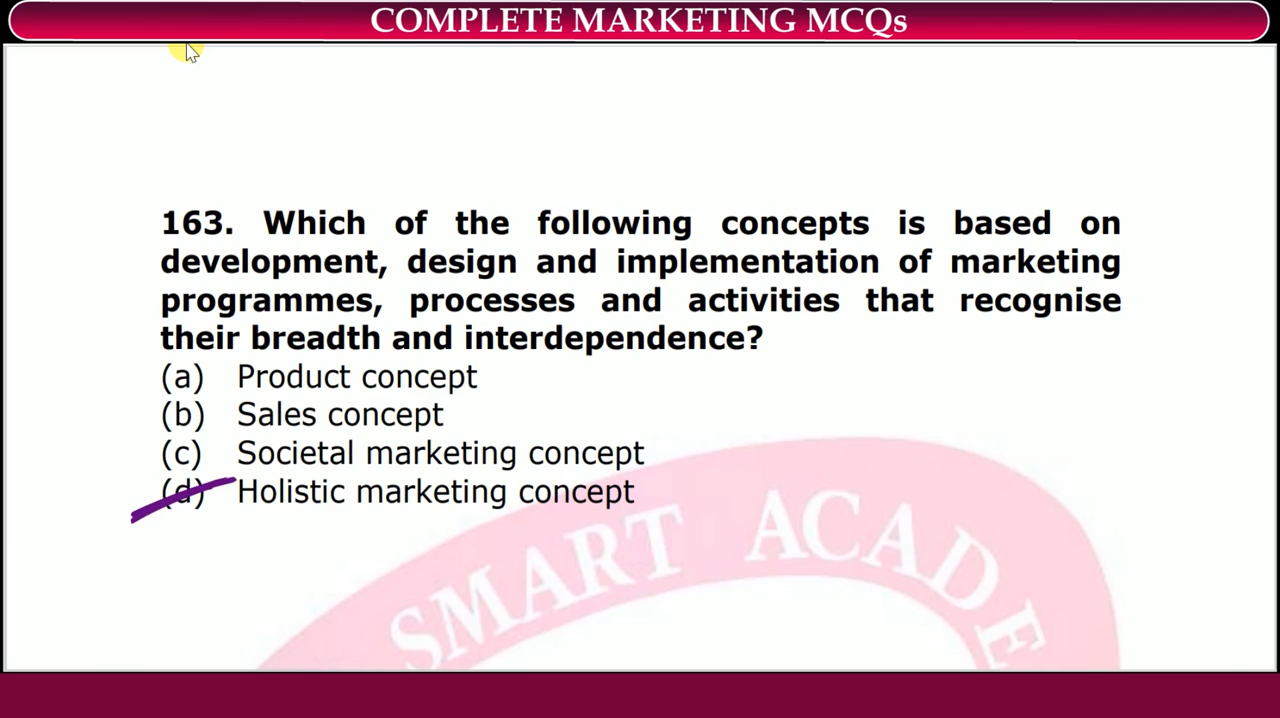 COMPLETE MARKETING MCQs
163. Which of the following concepts is based on
development, design and implementation of marketing
programmes, processes and activities that recognise
their breadth and interdependence?
(a) Product concept
(b) Sales concept
(c) Societal marketing concept
(d) Holistic marketing concept
SMART ACADE